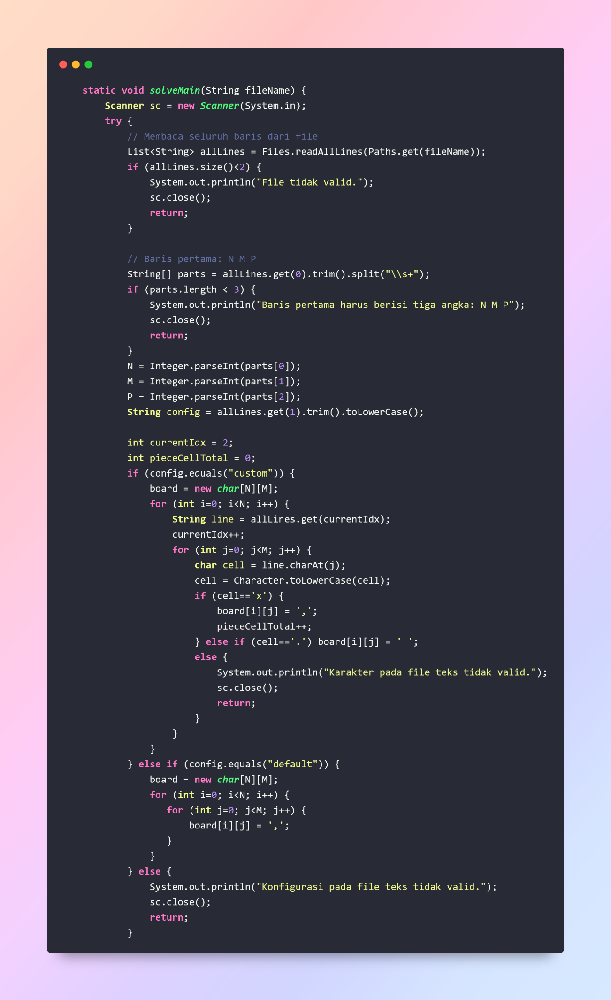 static void solveMain(String fileName) {
    Scanner sc = new Scanner(System.in);
    try {
        // Membaca seluruh baris dari file
        List<String> allLines = Files.readAllLines(Paths.get(fileName));
        if (allLines.size()<2) {
            System.out.println("File tidak valid.");
            sc.close();
            return;
        }

        // Baris pertama: N M P
        String[] parts = allLines.get(0).trim().split("\\s+");
        if (parts.length < 3) {
            System.out.println("Baris pertama harus berisi tiga angka: N M P");
            sc.close();
            return;
        }
        N = Integer.parseInt(parts[0]);
        M = Integer.parseInt(parts[1]);
        P = Integer.parseInt(parts[2]);
        String config = allLines.get(1).trim().toLowerCase();

        int currentIdx = 2;
        int pieceCellTotal = 0;
        if (config.equals("custom")) {
            board = new char[N][M];
            for (int i=0; i<N; i++) {
                String line = allLines.get(currentIdx);
                currentIdx++;
                for (int j=0; j<M; j++) {
                    char cell = line.charAt(j);
                    cell = Character.toLowerCase(cell);
                    if (cell=='x') {
                        board[i][j] = ',';
                        pieceCellTotal++;
                    } else if (cell=='.') board[i][j] = ' ';
                    else {
                        System.out.println("Karakter pada file teks tidak valid.");
                        sc.close();
                        return;
                    }
                }
            }
        } else if (config.equals("default")) {
            board = new char[N][M];
            for (int i=0; i<N; i++) {
               for (int j=0; j<M; j++) {
                   board[i][j] = ',';
               }
            }
        } else {
            System.out.println("Konfigurasi pada file teks tidak valid.");
            sc.close();
            return;
        }